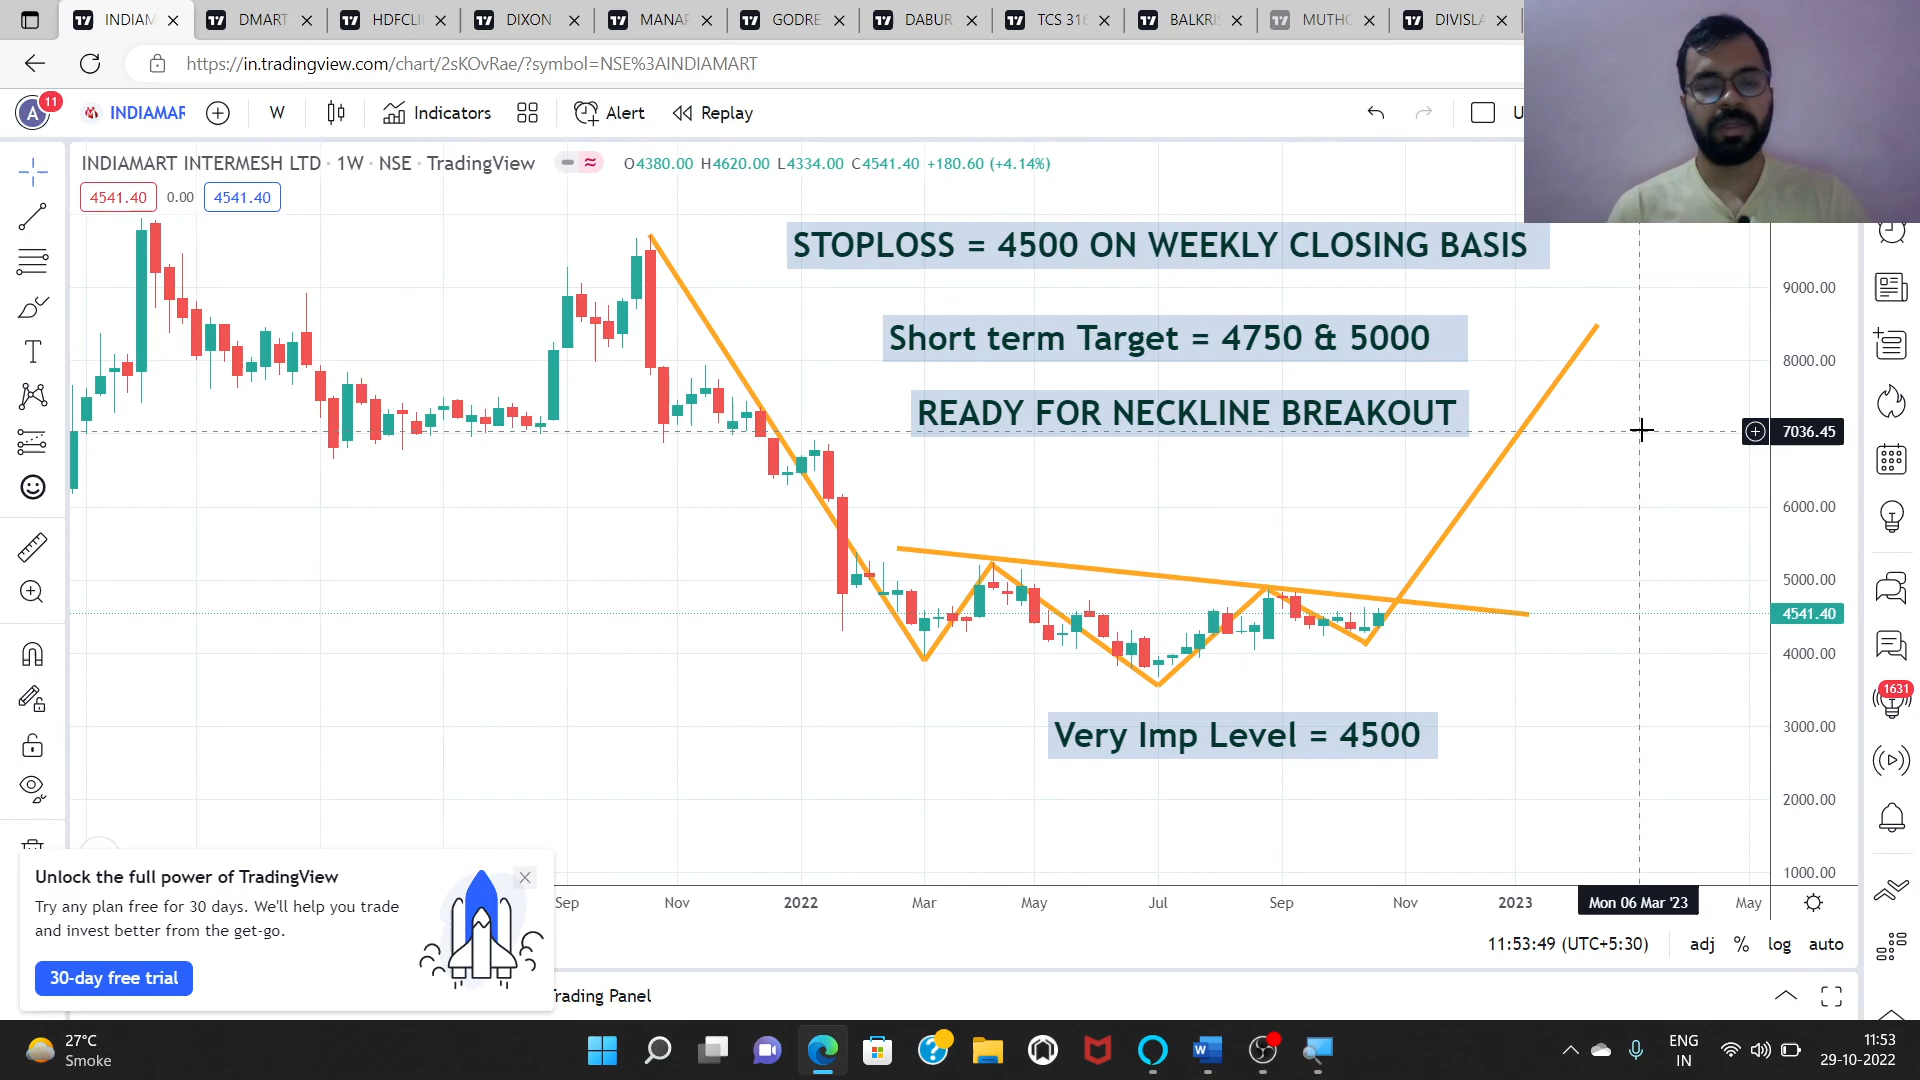 INDIAM
DMART
HDFCLI
DIXON
MANAP
GODRE
DABUR
TCS 316
BALKRIS
MUTHO
DIVISLA
https://in.tradingview.com/chart/2sKOvRae/?symbol=NSE%3AINDIAMART
A 11 INDIAMAR W Indicators Alert Replay U
INDIAMART INTERMESH LTD · 1W · NSE · TradingView O4380.00 H4620.00 L4334.00 C4541.40 +180.60 (+4.14%)
4541.40 0.00 4541.40
STOPLOSS = 4500 ON WEEKLY CLOSING BASIS
9000.00
Short term Target = 4750 & 5000
8000.00
READY FOR NECKLINE BREAKOUT
7036.45
6000.00
5000.00
4541.40
4000.00
1631
3000.00
Very Imp Level = 4500
2000.00
1000.00
Sep Nov 2022 Mar May Jul Sep Nov 2023 Mon 06 Mar '23 May
11:53:49 (UTC+5:30) adj % log auto
Unlock the full power of TradingView
Try any plan free for 30 days. We'll help you trade
and invest better from the get-go.
30-day free trial
Trading Panel
27°C
Smoke
ENG
IN
11:53
29-10-2022